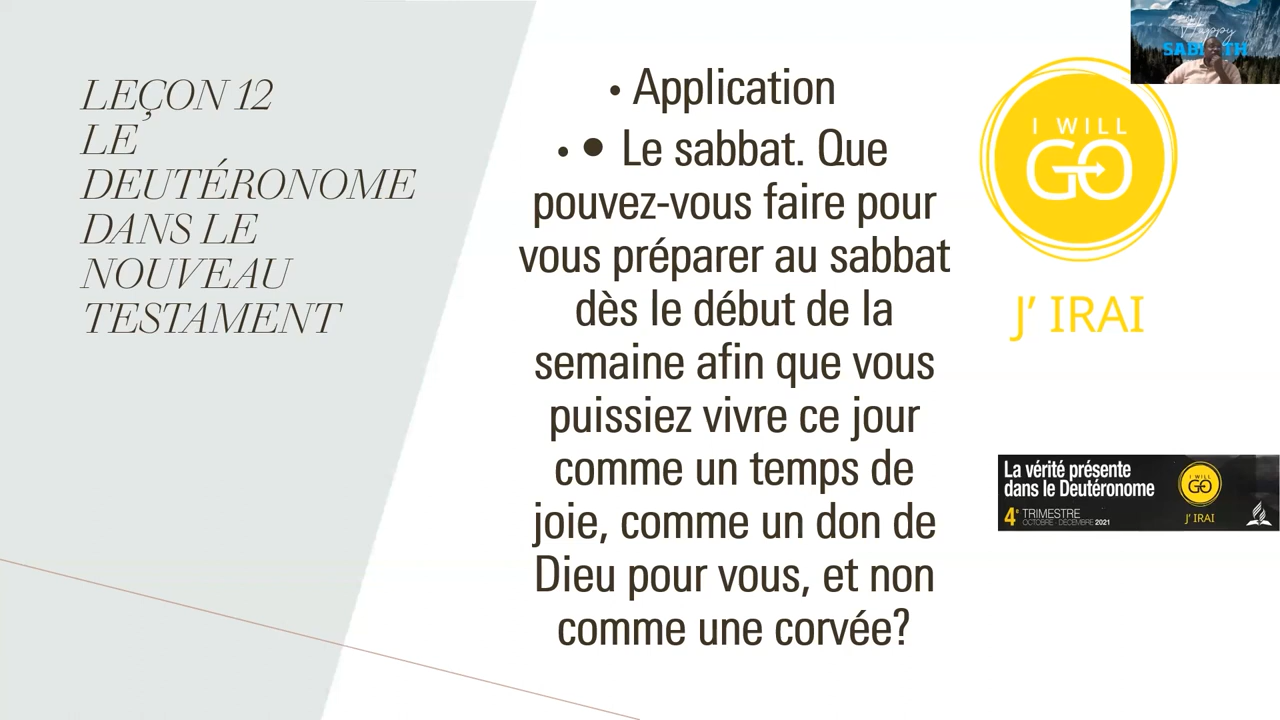 LEÇON 12
LE
DEUTÉRONOME
DANS LE
NOUVEAU
TESTAMENT
• Application
• ● Le sabbat. Que
pouvez-vous faire pour
vous préparer au sabbat
dès le début de la
semaine afin que vous
puissiez vivre ce jour
comme un temps de
joie, comme un don de
Dieu pour vous, et non
comme une corvée?
Happy
I WILL
GO
J’ IRAI
La vérité présente
dans le Deutéronome
4e TRIMESTRE
OCTOBRE - DÉCEMBRE 2021
I WILL
GO
J’ IRAI